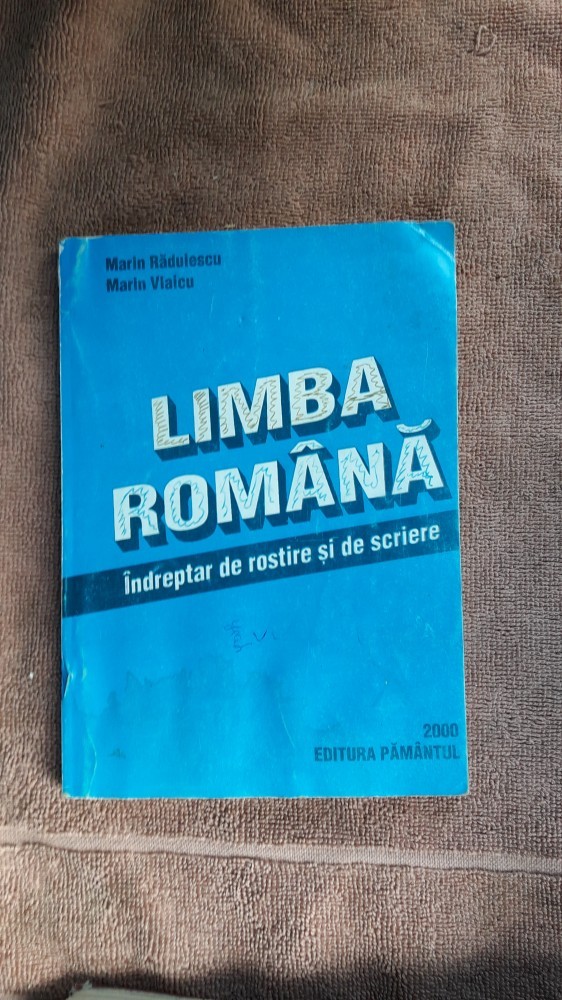 Marin Rădulescu
Marin Vlaicu
LIMBA
ROMÂNĂ
Îndreptar de rostire și de scriere
2000
EDITURA PĂMÂNTUL